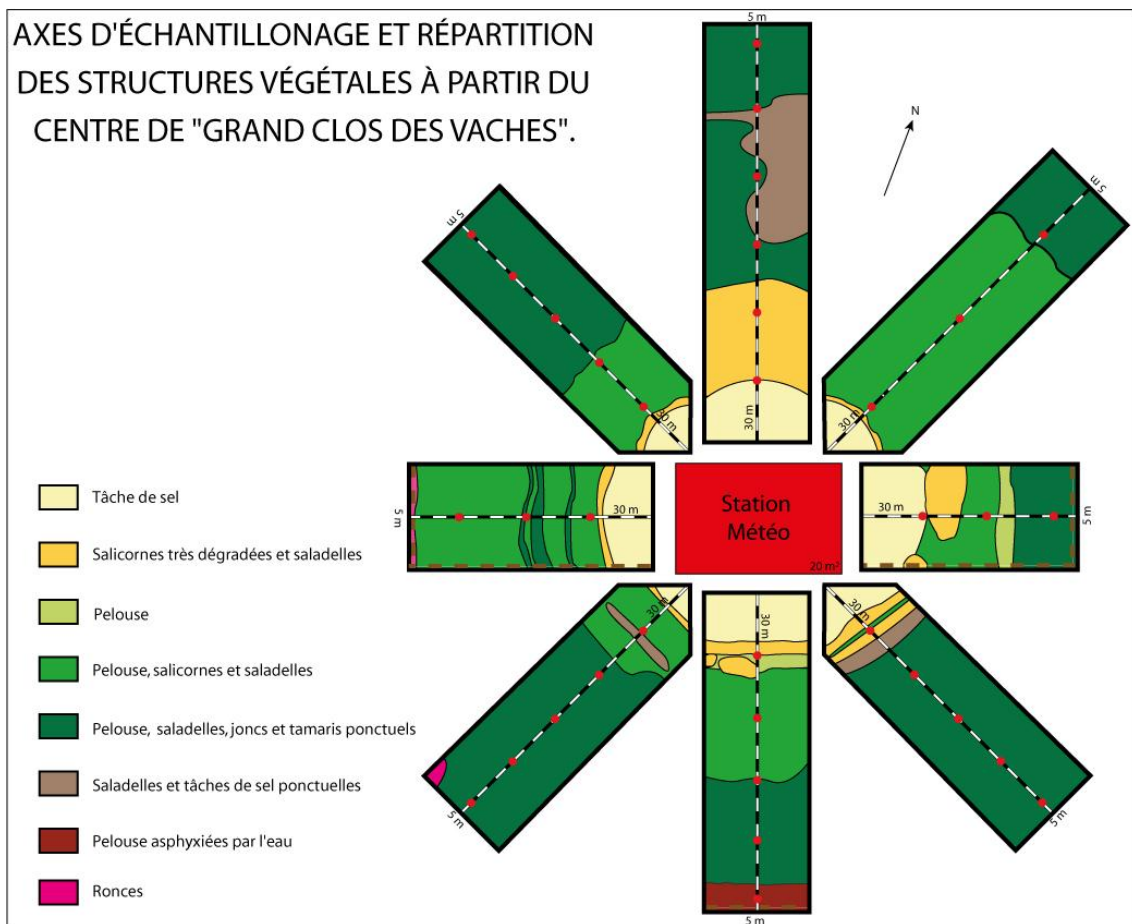 AXES D'ÉCHANTILLONAGE ET RÉPARTITION
DES STRUCTURES VÉGÉTALES À PARTIR DU
CENTRE DE "GRAND CLOS DES VACHES".
5 m
N
5 m
5 m
30 m
30 m
30 m
5 m
30 m
Station
Météo
20 m²
30 m
5 m
30 m
30 m
30 m
5 m
5 m
5 m
Tâche de sel
Salicornes très dégradées et saladelles
Pelouse
Pelouse, salicornes et saladelles
Pelouse, saladelles, joncs et tamaris ponctuels
Saladelles et tâches de sel ponctuelles
Pelouse asphyxiées par l'eau
Ronces